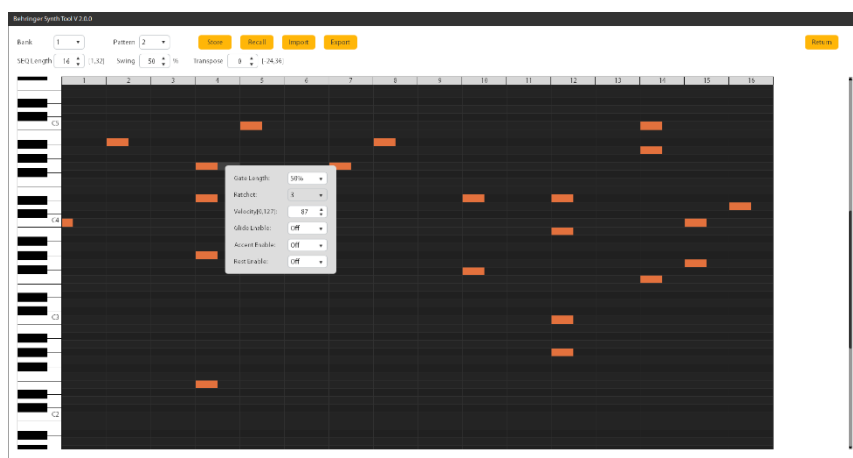 Behringer Synth Tool V 2.0.0
Bank 1 Pattern 2 Store Recall Import Export Return
SEQ Length 16 [1,32] Swing 50 % Transpose 0 [-24,36]
1 2 3 4 5 6 7 8 9 10 11 12 13 14 15 16
C5
Gate Length: 50%
Ratchet:
Velocity[0,127]: 87
C4
Glide Enable: Off
Accent Enable: Off
Rest Enable: Off
C3
C2